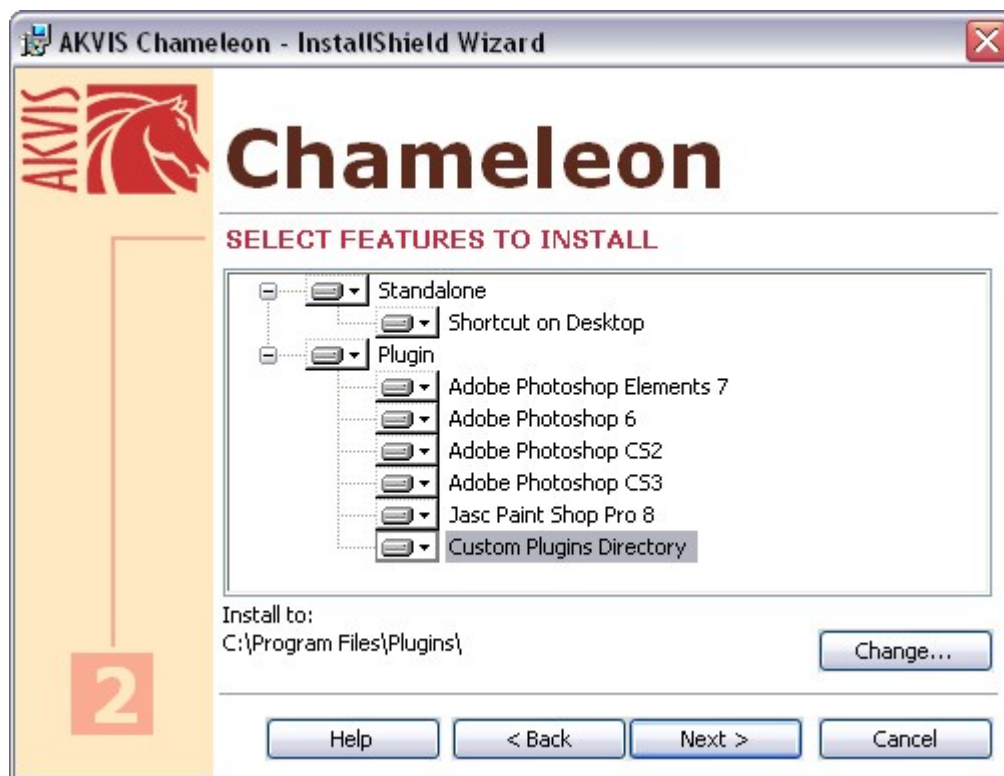 AKVIS Chameleon - InstallShield Wizard
AKVIS
Chameleon
SELECT FEATURES TO INSTALL
Standalone
Shortcut on Desktop
Plugin
Adobe Photoshop Elements 7
Adobe Photoshop 6
Adobe Photoshop CS2
Adobe Photoshop CS3
Jasc Paint Shop Pro 8
Custom Plugins Directory
Install to:
C:\Program Files\Plugins\
Change...
2
Help
< Back
Next >
Cancel